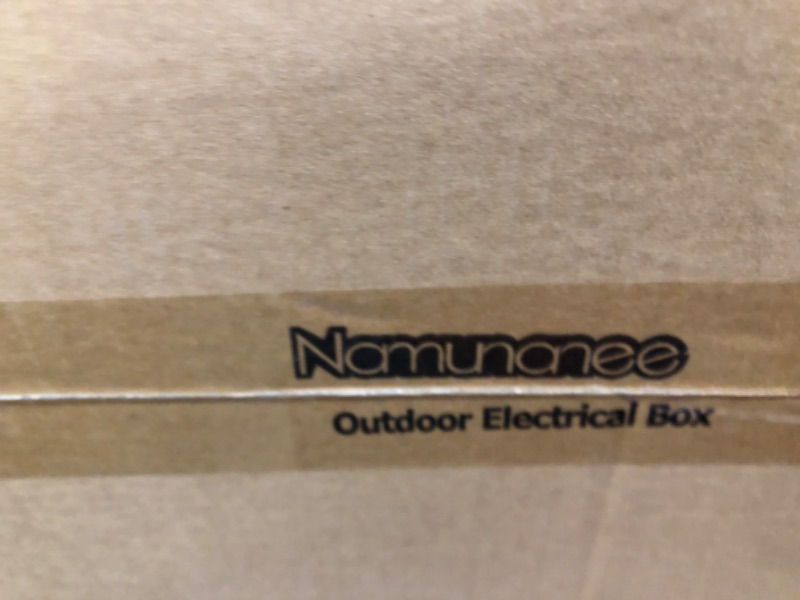 Namunanee
Outdoor Electrical Box